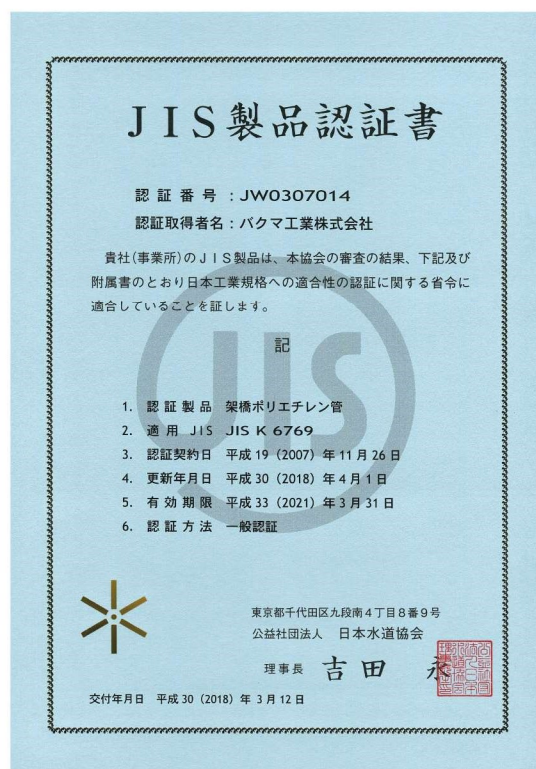 JIS製品認証書
認証番号：JW0307014
認証取得者名：バクマ工業株式会社
貴社(事業所)のJIS製品は、本協会の審査の結果、下記及び
附属書のとおり日本工業規格への適合性の認証に関する省令に
適合していることを証します。
記
JIS
1. 認証製品 架橋ポリエチレン管
2. 適用 JIS JIS K 6769
3. 認証契約日 平成19（2007）年11月26日
4. 更新年月日 平成30（2018）年4月1日
5. 有効期限 平成33（2021）年3月31日
6. 認証方法 一般認証
東京都千代田区九段南4丁目8番9号
公益社団法人 日本水道協会
理事長 吉田 永
交付年月日 平成30（2018）年3月12日